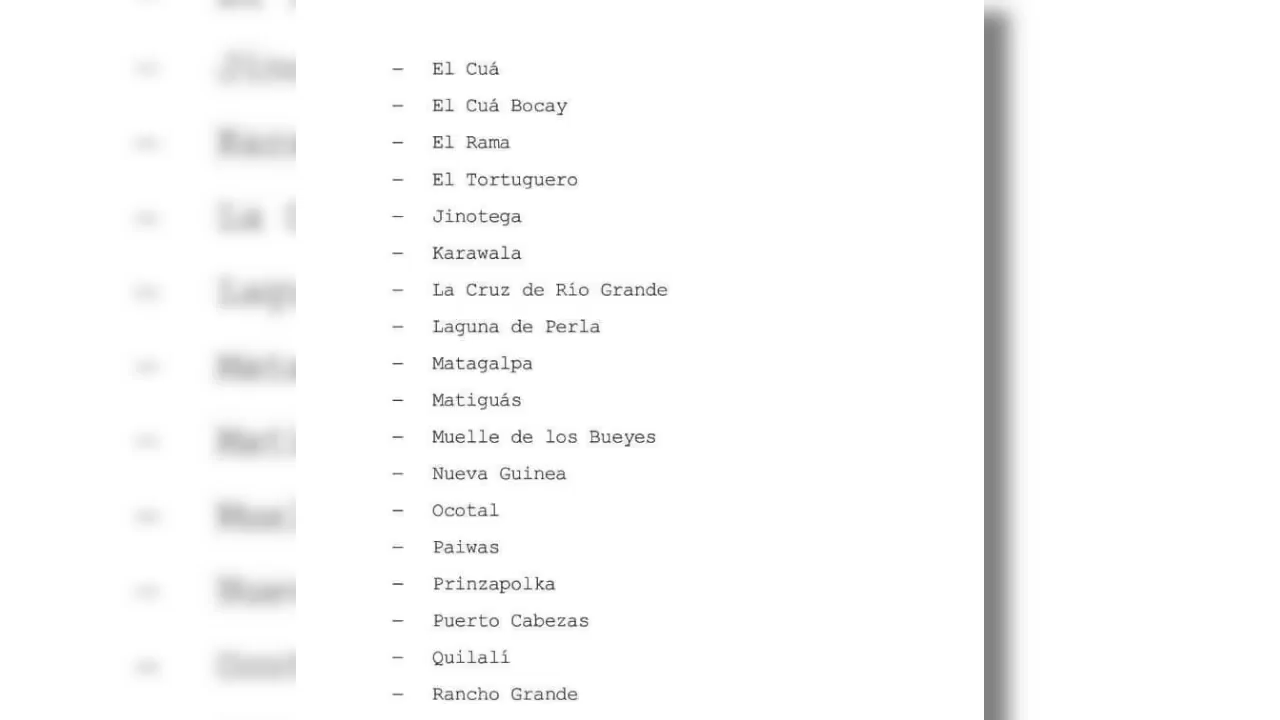 – El Cuá
– El Cuá Bocay
– El Rama
– El Tortuguero
– Jinotega
– Karawala
– La Cruz de Río Grande
– Laguna de Perla
– Matagalpa
– Matiguás
– Muelle de los Bueyes
– Nueva Guinea
– Ocotal
– Paiwas
– Prinzapolka
– Puerto Cabezas
– Quilalí
– Rancho Grande